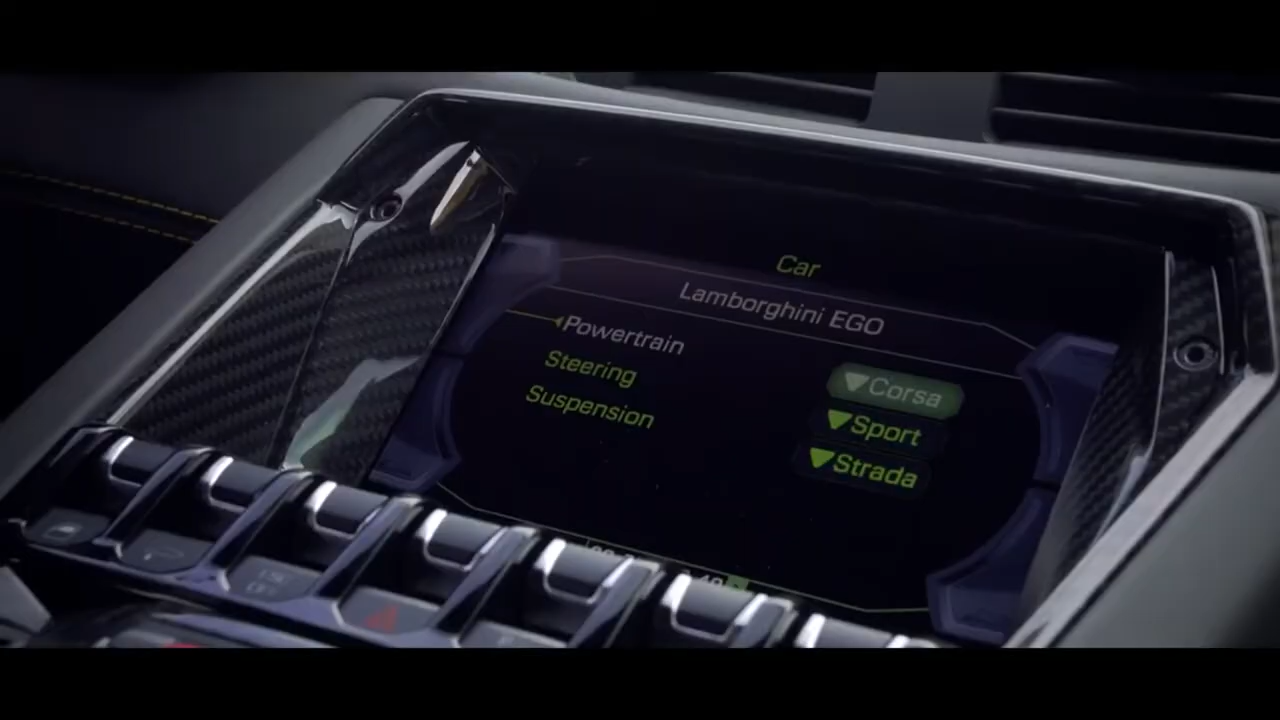 Car
Lamborghini EGO
Powertrain
Corsa
Steering
Sport
Suspension
Strada